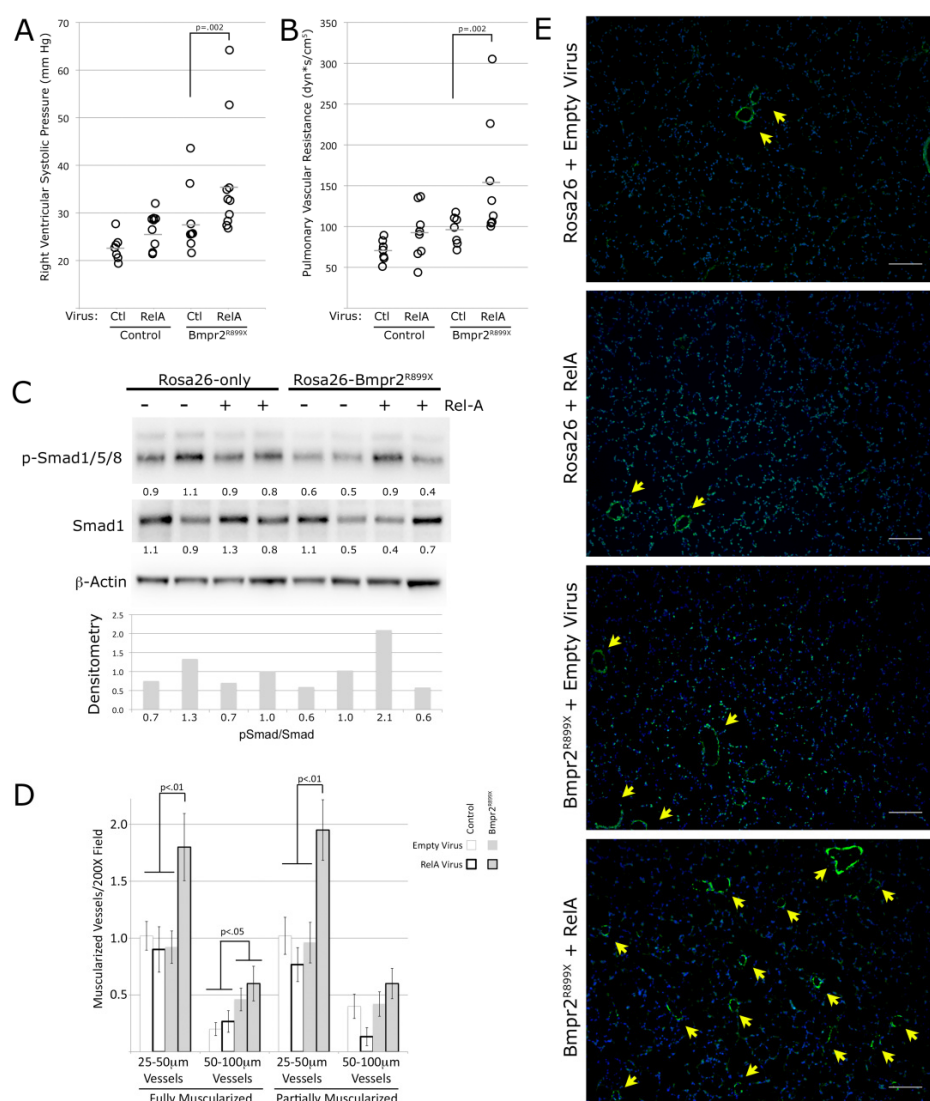 A
Right Ventricular Systolic Pressure (mm Hg)
70
60
50
40
30
20
10
p=.002
Virus: Ctl RelA Ctl RelA
Control Bmpr2R899X
B
Pulmonary Vascular Resistance (dyn*s/cm5)
350
300
250
200
150
100
50
0
p=.002
Virus: Ctl RelA Ctl RelA
Control Bmpr2R899X
C
Rosa26-only Rosa26-Bmpr2R899X
- - + + - - + + Rel-A
p-Smad1/5/8
0.9 1.1 0.9 0.8 0.6 0.5 0.9 0.4
Smad1
1.1 0.9 1.3 0.8 1.1 0.5 0.4 0.7
β-Actin
Densitometry
2.5
2.0
1.5
1.0
0.5
0.0
0.7 1.3 0.7 1.0 0.6 1.0 2.1 0.6
pSmad/Smad
D
Muscularized Vessels/200X Field
2.0
1.5
1.0
0.5
p<.01
p<.05
p<.01
Control
Bmpr2R899X
Empty Virus
RelA Virus
25-50μm 50-100μm 25-50μm 50-100μm
Vessels Vessels Vessels Vessels
Fully Muscularized Partially Muscularized
E
Rosa26 + Empty Virus
Rosa26 + RelA
Bmpr2R899X + Empty Virus
Bmpr2R899X + RelA